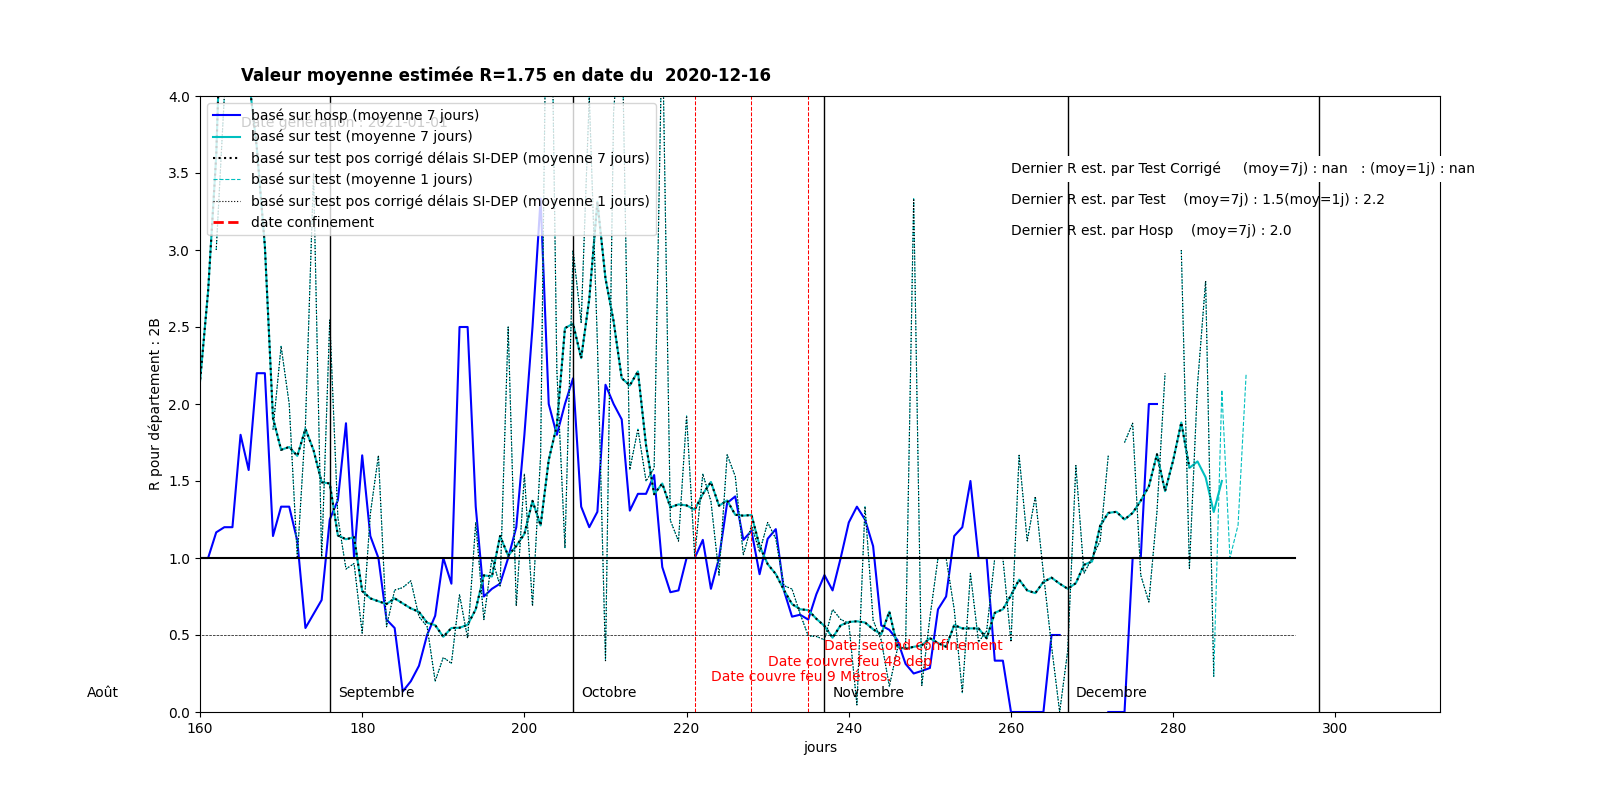 Valeur moyenne estimée R=1.75 en date du  2020-12-16
Date génération : 2021-01-01
basé sur hosp (moyenne 7 jours)
basé sur test (moyenne 7 jours)
basé sur test pos corrigé délais SI-DEP (moyenne 7 jours)
basé sur test (moyenne 1 jours)
basé sur test pos corrigé délais SI-DEP (moyenne 1 jours)
date confinement
Dernier R est. par Test Corrigé     (moy=7j) : nan   : (moy=1j) : nan
Dernier R est. par Test    (moy=7j) : 1.5(moy=1j) : 2.2
Dernier R est. par Hosp    (moy=7j) : 2.0
4.0
3.5
3.0
2.5
2.0
1.5
1.0
0.5
0.0
R pour département : 2B
Date second confinement
Date couvre feu 48 dep
Date couvre feu 9 Métros
Août
Septembre
Octobre
Novembre
Decembre
160 180 200 220 240 260 280 300
jours